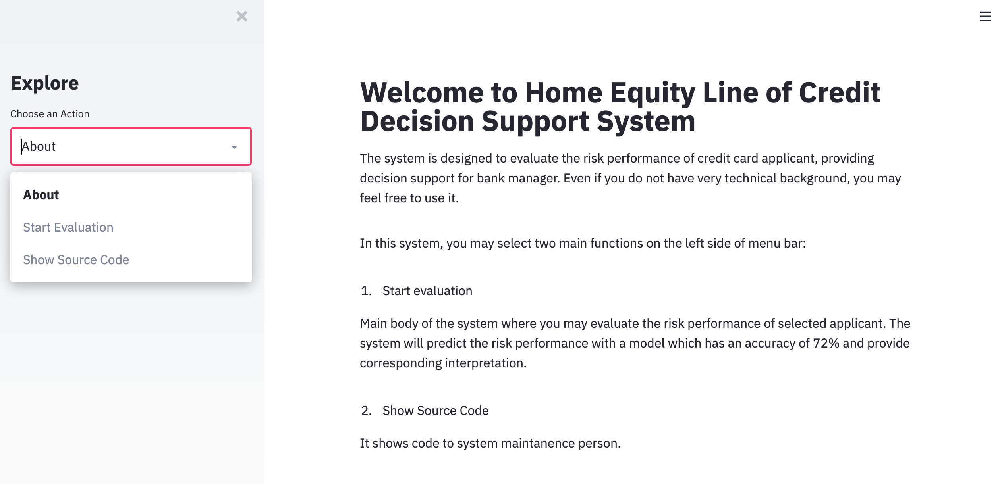 Explore
Choose an Action
About
About
Start Evaluation
Show Source Code
Welcome to Home Equity Line of Credit
Decision Support System
The system is designed to evaluate the risk performance of credit card applicant, providing
decision support for bank manager. Even if you do not have very technical background, you may
feel free to use it.
In this system, you may select two main functions on the left side of menu bar:
1. Start evaluation
Main body of the system where you may evaluate the risk performance of selected applicant. The
system will predict the risk performance with a model which has an accuracy of 72% and provide
corresponding interpretation.
2. Show Source Code
It shows code to system maintanence person.